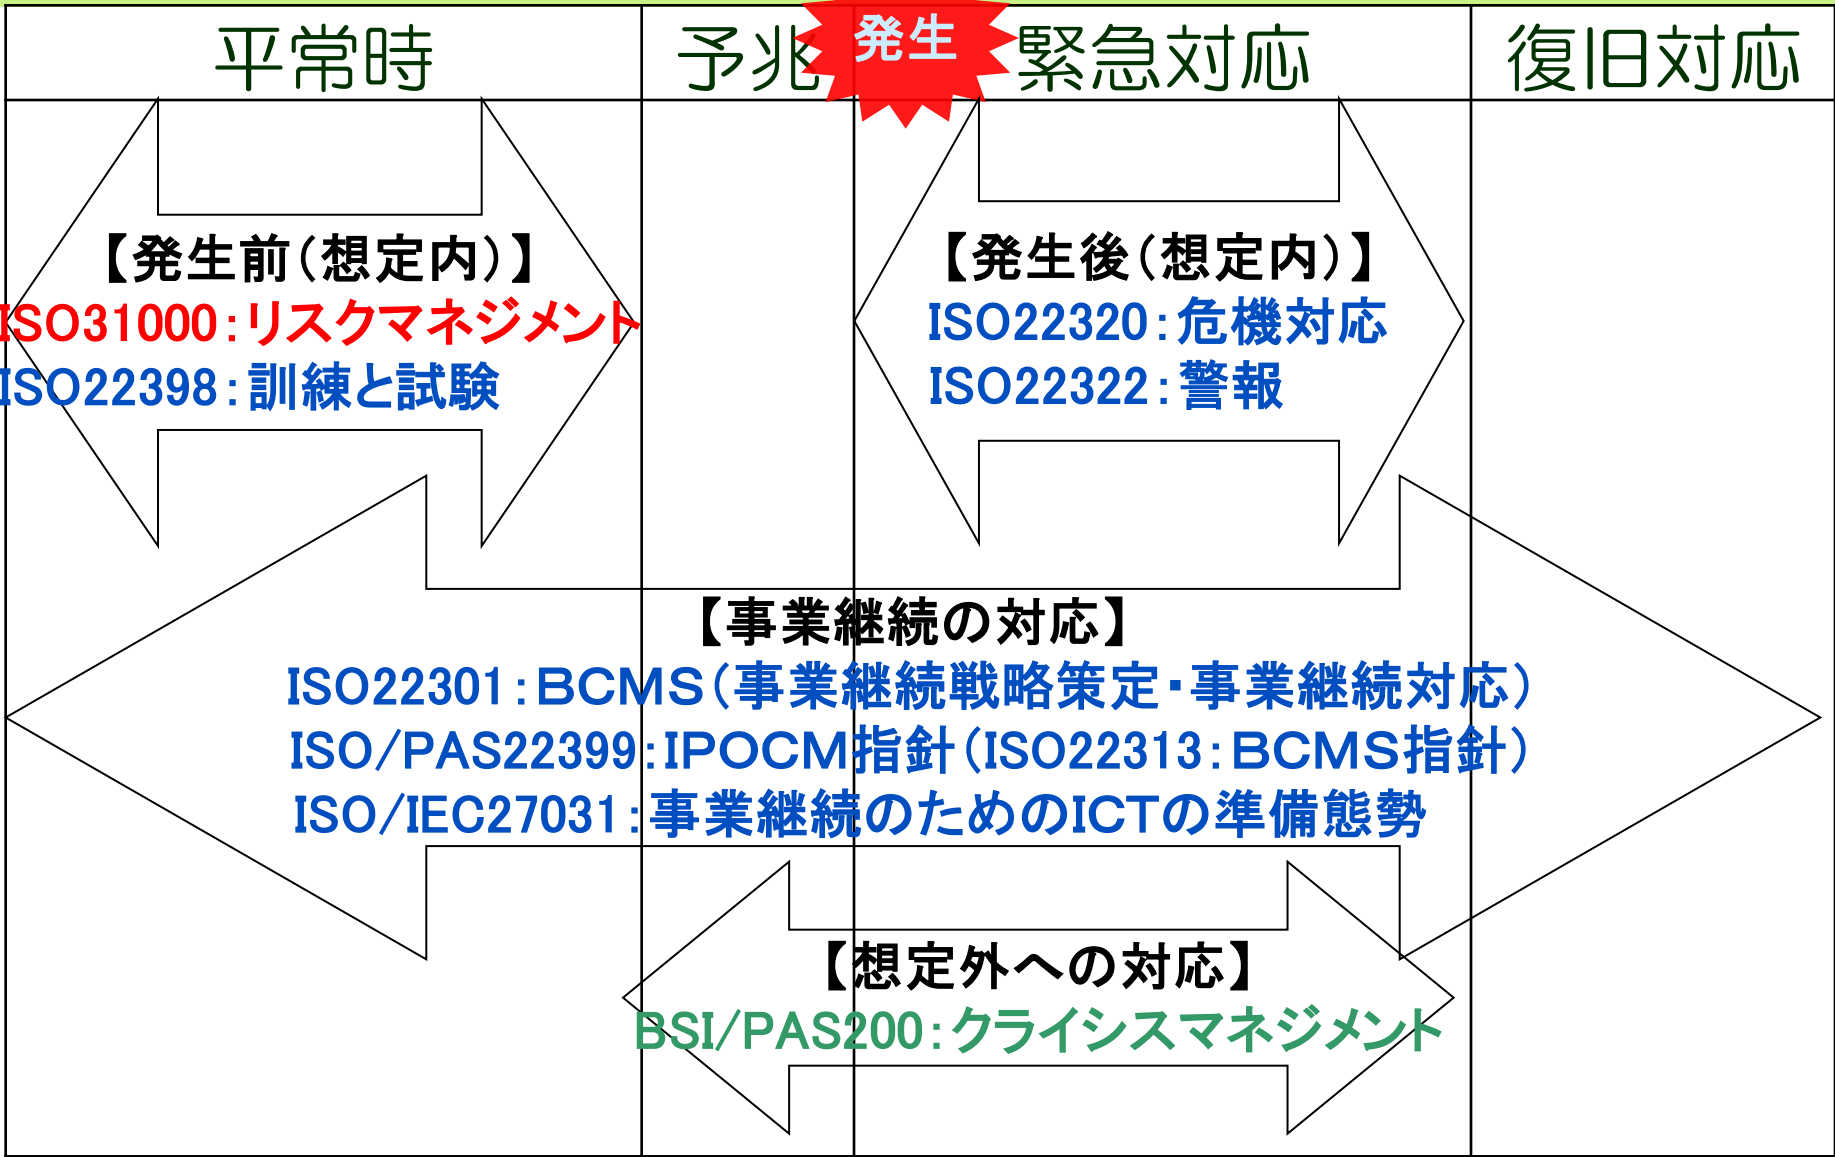 平常時
予兆
発生
緊急対応
復旧対応
【発生前（想定内）】
ISO31000：リスクマネジメント
ISO22398：訓練と試験
【発生後（想定内）】
ISO22320：危機対応
ISO22322：警報
【事業継続の対応】
ISO22301：ＢＣＭＳ（事業継続戦略策定・事業継続対応）
ISO/PAS22399：ＩＰＯＣＭ指針（ISO22313：ＢＣＭＳ指針）
ISO/IEC27031：事業継続のためのICTの準備態勢
【想定外への対応】
BSI/PAS200：クライシスマネジメント